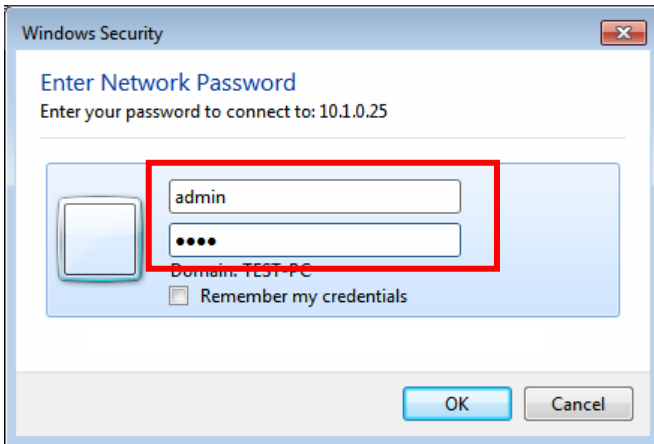 Windows Security
Enter Network Password
Enter your password to connect to: 10.1.0.25
admin
••••
Domain: TEST-PC
Remember my credentials
OK
Cancel